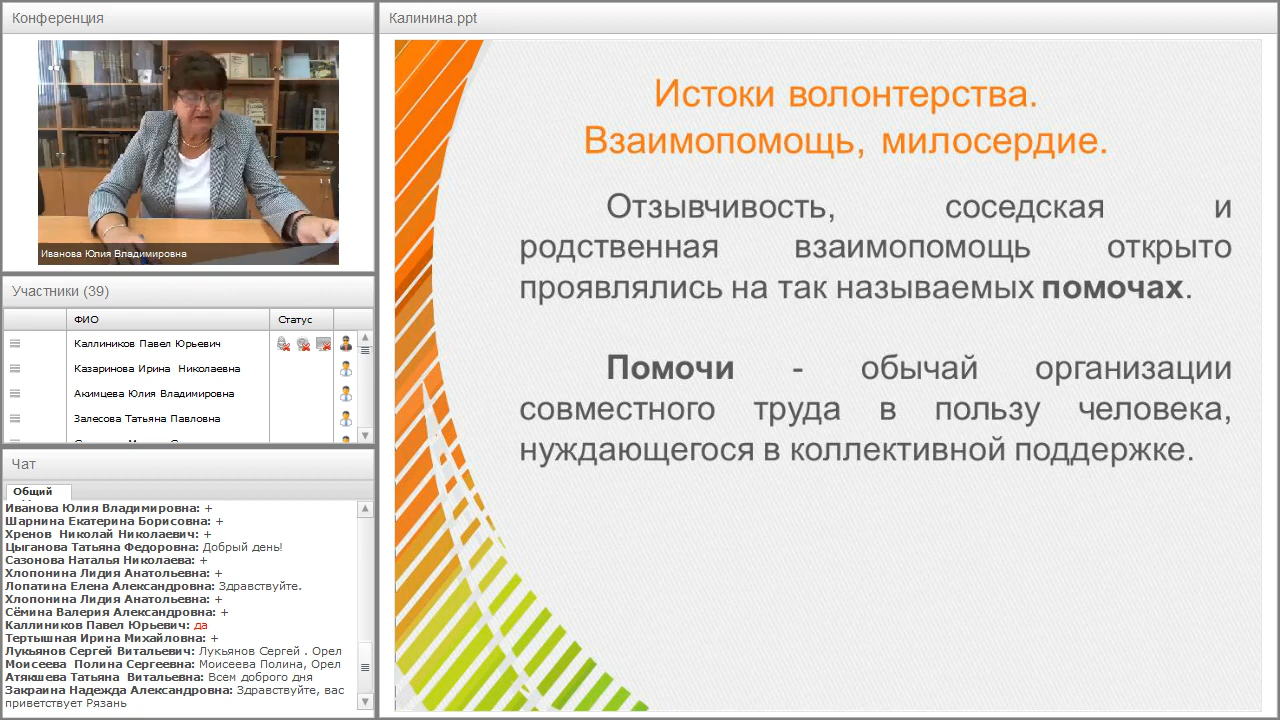 Конференция
Иванова Юлия Владимировна
Участники (39)
ФИО Статус
Каллиников Павел Юрьевич
Казаринова Ирина Николаевна
Акимцева Юлия Владимировна
Залесова Татьяна Павловна
Чат
Общий
Иванова Юлия Владимировна: +
Шарнина Екатерина Борисовна: +
Хренов Николай Николаевич: +
Цыганова Татьяна Федоровна: Добрый день!
Сазонова Наталья Николаева: +
Хлопонина Лидия Анатольевна: +
Лопатина Елена Александровна: Здравствуйте.
Хлопонина Лидия Анатольевна: +
Сёмина Валерия Александровна: +
Каллиников Павел Юрьевич: да
Тертышная Ирина Михайловна: +
Лукьянов Сергей Витальевич: Лукьянов Сергей . Орел
Моисеева Полина Сергеевна: Моисеева Полина, Орел
Атякшева Татьяна Витальевна: Всем доброго дня
Закраина Надежда Александровна: Здравствуйте, вас
приветствует Рязань
Калинина.ppt
Истоки волонтерства.
Взаимопомощь, милосердие.
Отзывчивость, соседская и
родственная взаимопомощь открыто
проявлялись на так называемых помочах.
Помочи - обычай организации
совместного труда в пользу человека,
нуждающегося в коллективной поддержке.